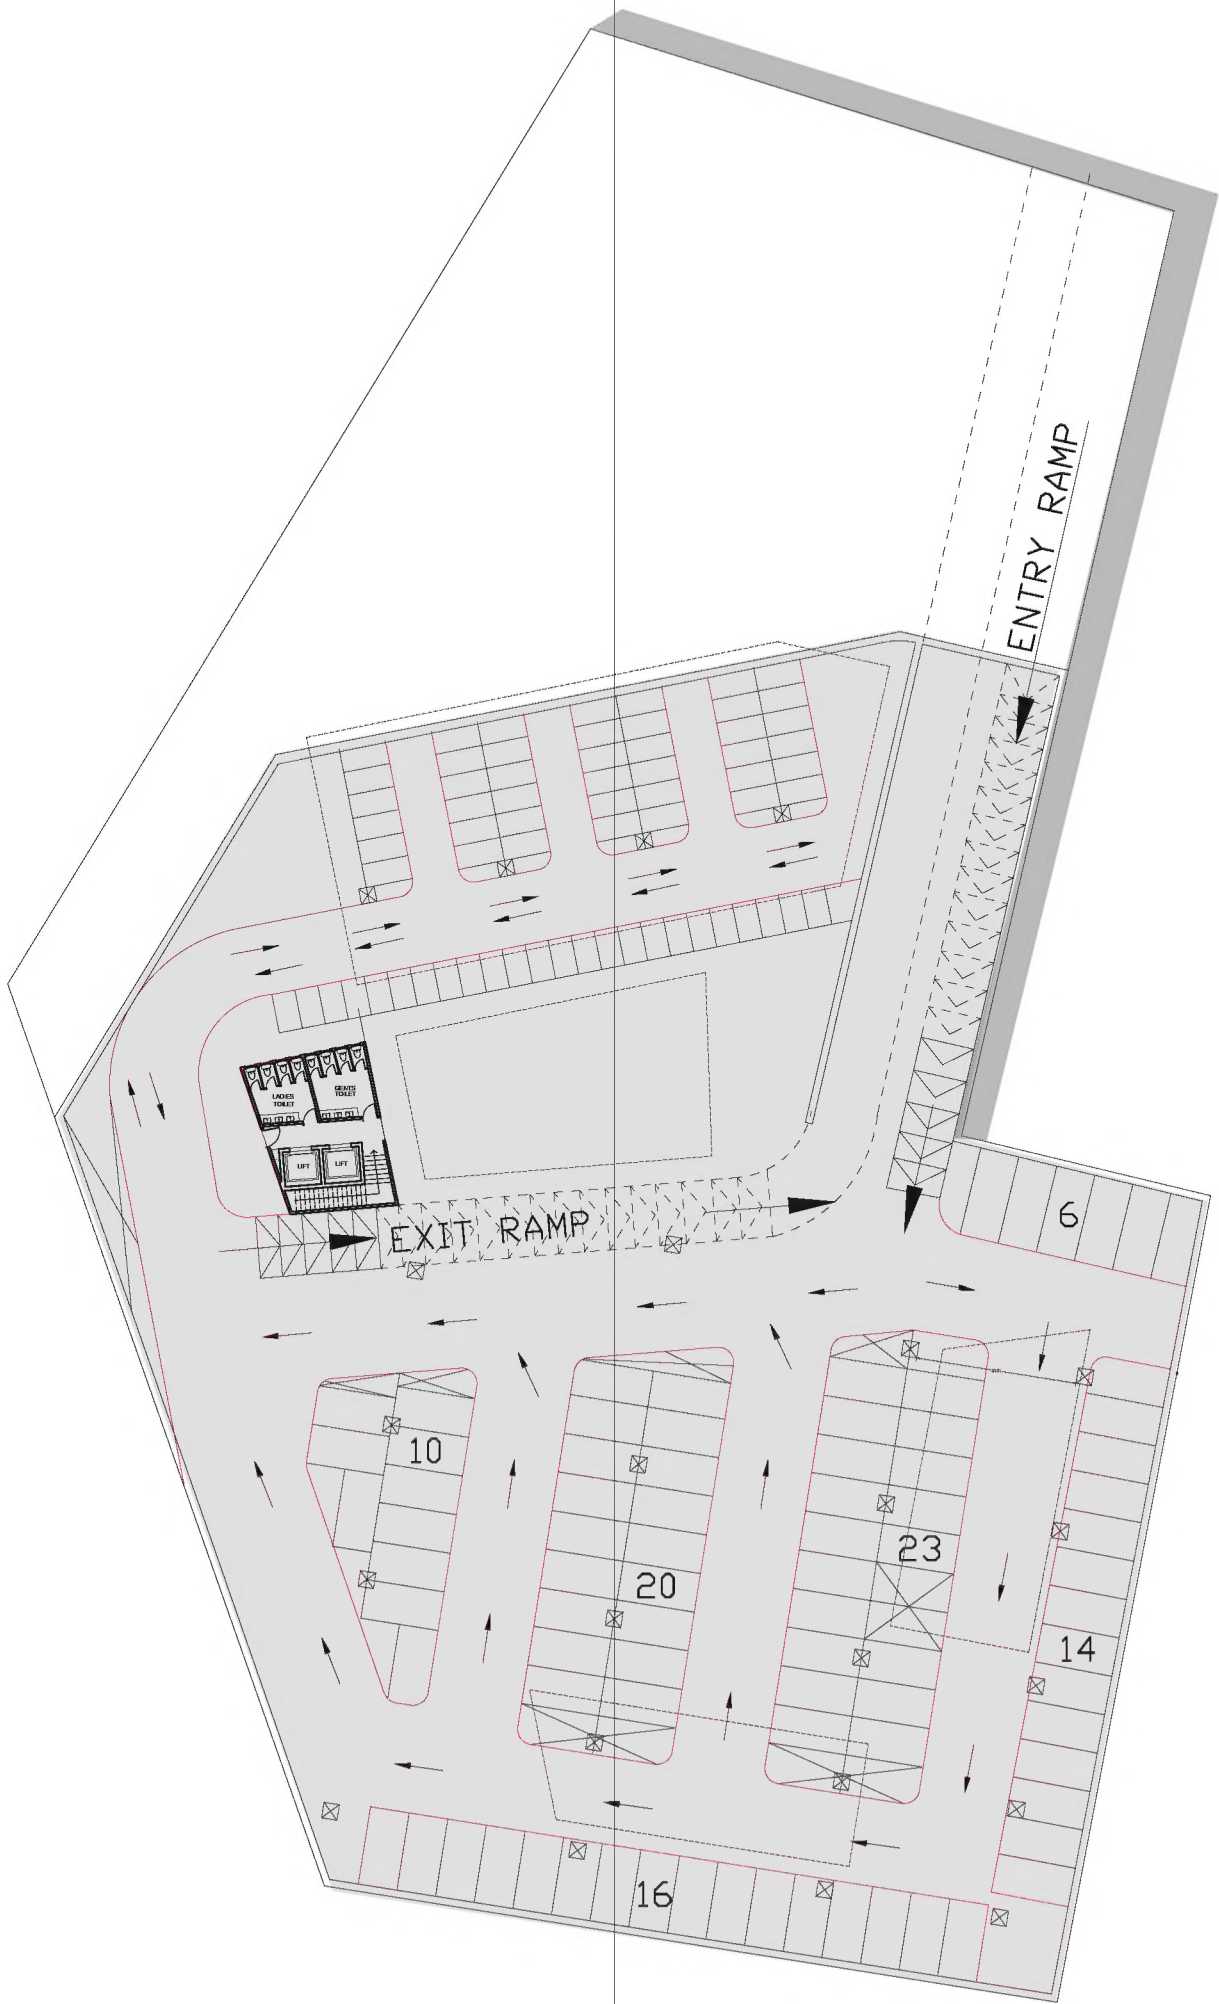 ENTRY RAMP
LADIES
TOILET
GENTS
TOILET
LIFT
LIFT
EXIT RAMP
6
10
23
20
14
16